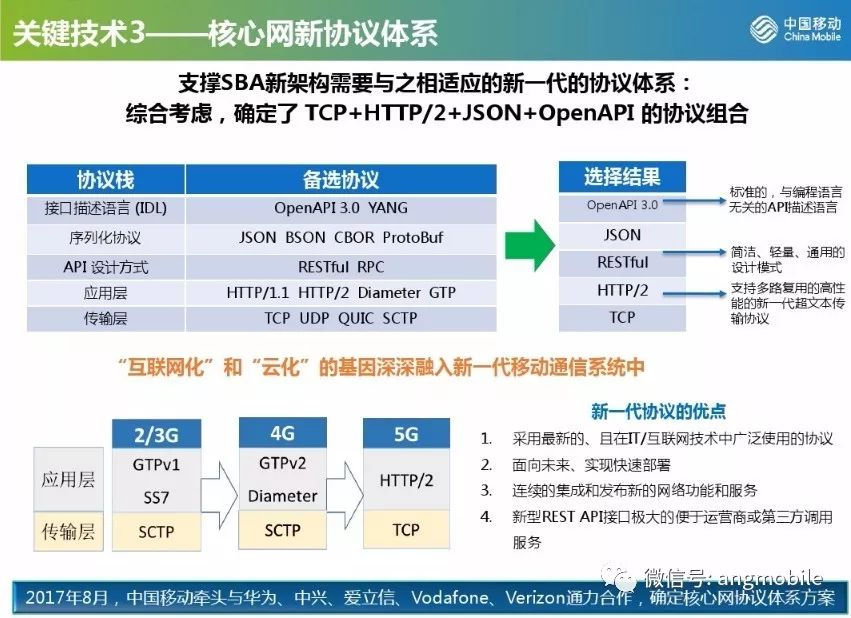 关键技术3——核心网新协议体系
中国移动
China Mobile
支撑SBA新架构需要与之相适应的新一代的协议体系：
综合考虑，确定了 TCP+HTTP/2+JSON+OpenAPI 的协议组合
协议栈 备选协议
接口描述语言 (IDL) OpenAPI 3.0 YANG
序列化协议 JSON BSON CBOR ProtoBuf
API 设计方式 RESTful RPC
应用层 HTTP/1.1 HTTP/2 Diameter GTP
传输层 TCP UDP QUIC SCTP
选择结果
OpenAPI 3.0
JSON
RESTful
HTTP/2
TCP
标准的，与编程语言
无关的API描述语言
简洁、轻量、通用的
设计模式
支持多路复用的高性
能的新一代超文本传
输协议
“互联网化”和“云化”的基因深深融入新一代移动通信系统中
2/3G 4G 5G
应用层 GTPv1 GTPv2 HTTP/2
SS7 Diameter
传输层 SCTP SCTP TCP
新一代协议的优点
1. 采用最新的、且在IT/互联网技术中广泛使用的协议
2. 面向未来、实现快速部署
3. 连续的集成和发布新的网络功能和服务
4. 新型REST API接口极大的便于运营商或第三方调用
服务
微信号: angmobile
2017年8月，中国移动牵头与华为、中兴、爱立信、Vodafone、Verizon通力合作，确定核心网协议体系方案